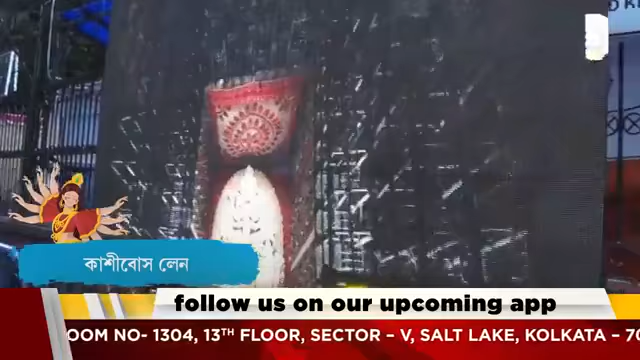 কাশীবোস লেন
follow us on our upcoming app
OOM NO- 1304, 13TH FLOOR, SECTOR – V, SALT LAKE, KOLKATA – 70